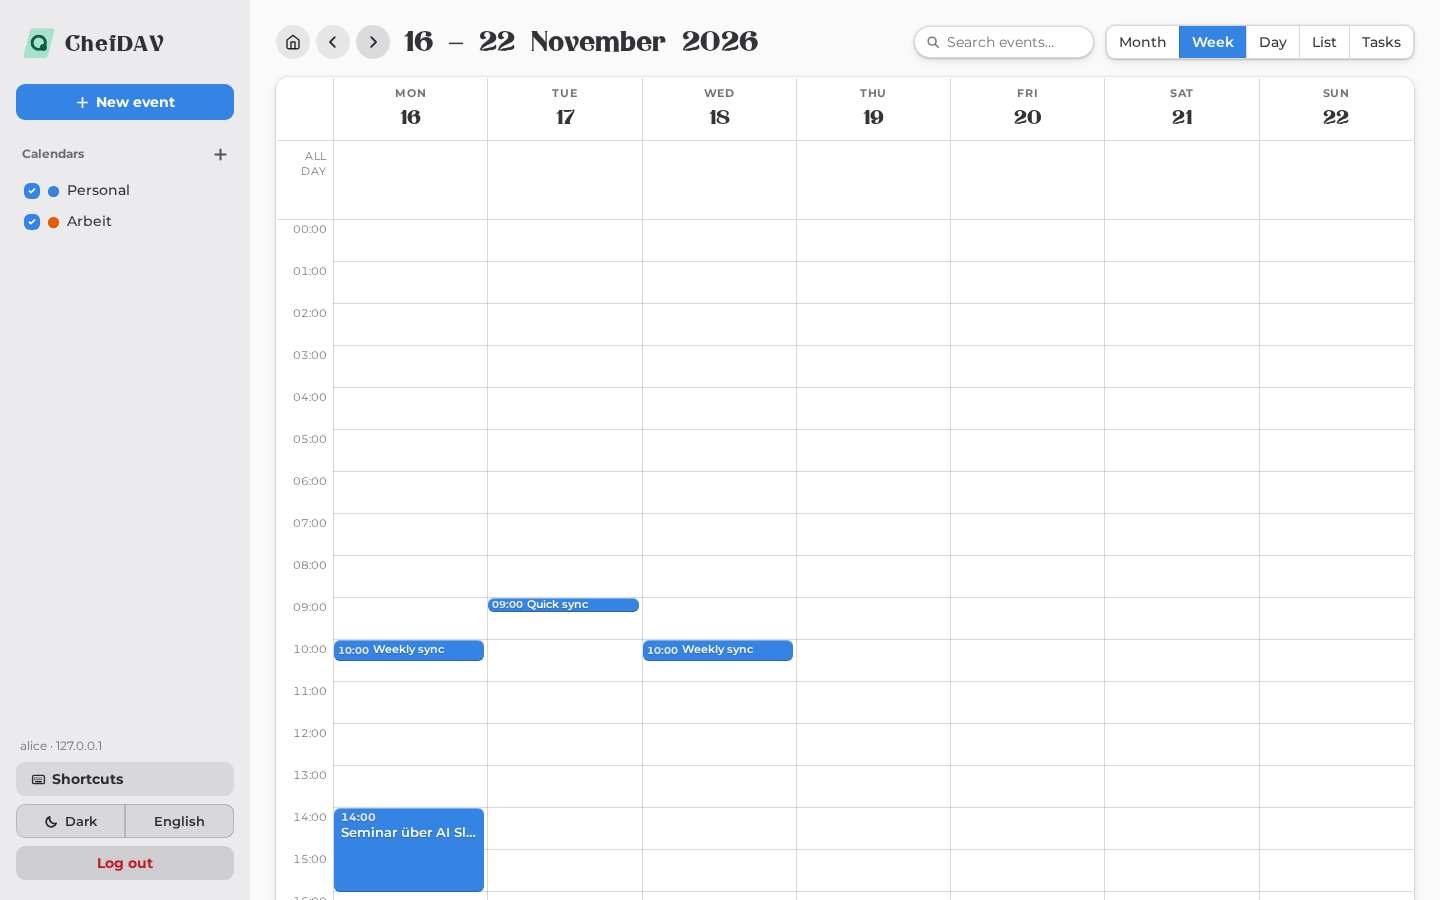 ChefDAV
New event
Calendars
Personal
Arbeit
alice · 127.0.0.1
Shortcuts
Dark
English
Log out
16 – 22 November 2026
Search events...
Month
Week
Day
List
Tasks
MON
16
TUE
17
WED
18
THU
19
FRI
20
SAT
21
SUN
22
ALL
DAY
00:00
01:00
02:00
03:00
04:00
05:00
06:00
07:00
08:00
09:00
09:00 Quick sync
10:00
10:00 Weekly sync
10:00 Weekly sync
11:00
12:00
13:00
14:00
14:00
Seminar über AI Sl...
15:00